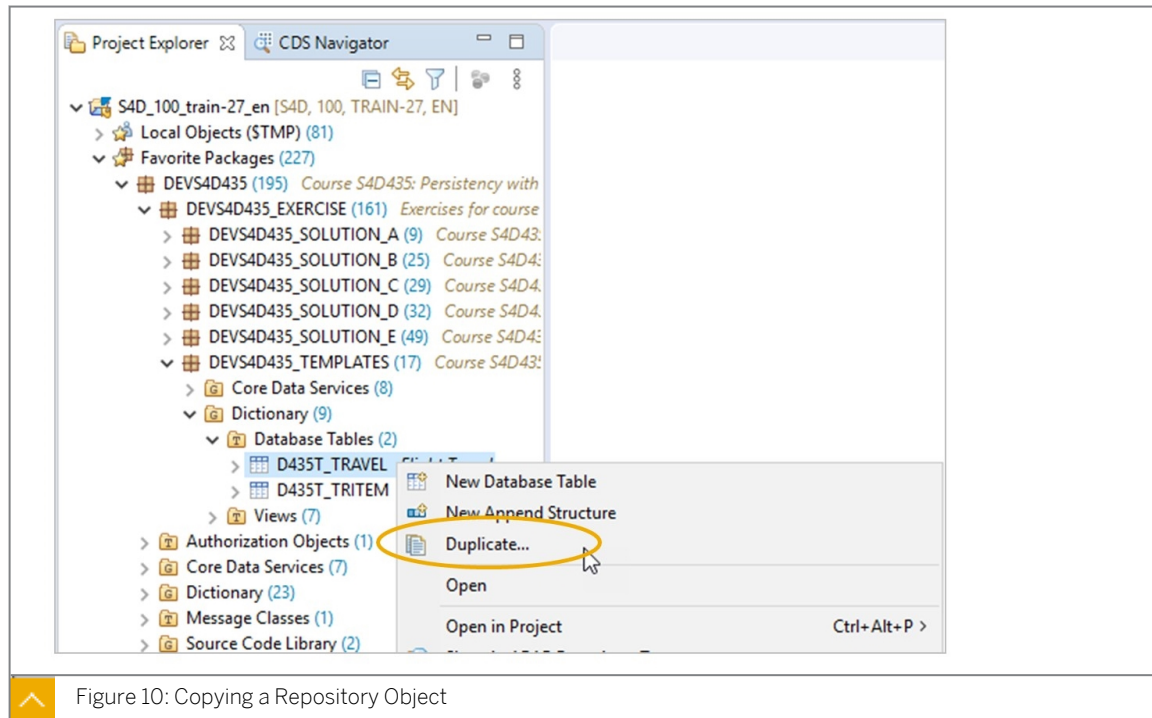 Project Explorer CDS Navigator
S4D_100_train-27_en [S4D, 100, TRAIN-27, EN]
Local Objects ($TMP) (81)
Favorite Packages (227)
DEVS4D435 (195) Course S4D435: Persistency with
DEVS4D435_EXERCISE (161) Exercises for course
DEVS4D435_SOLUTION_A (9) Course S4D43
DEVS4D435_SOLUTION_B (25) Course S4D4
DEVS4D435_SOLUTION_C (29) Course S4D4
DEVS4D435_SOLUTION_D (32) Course S4D4
DEVS4D435_SOLUTION_E (49) Course S4D43
DEVS4D435_TEMPLATES (17) Course S4D43
G Core Data Services (8)
G Dictionary (9)
T Database Tables (2)
D435T_TRAVEL
D435T_TRITEM
T Views (7)
T Authorization Objects (1)
G Core Data Services (7)
G Dictionary (23)
T Message Classes (1)
G Source Code Library (2)
New Database Table
New Append Structure
Duplicate...
Open
Open in Project Ctrl+Alt+P >
Figure 10: Copying a Repository Object